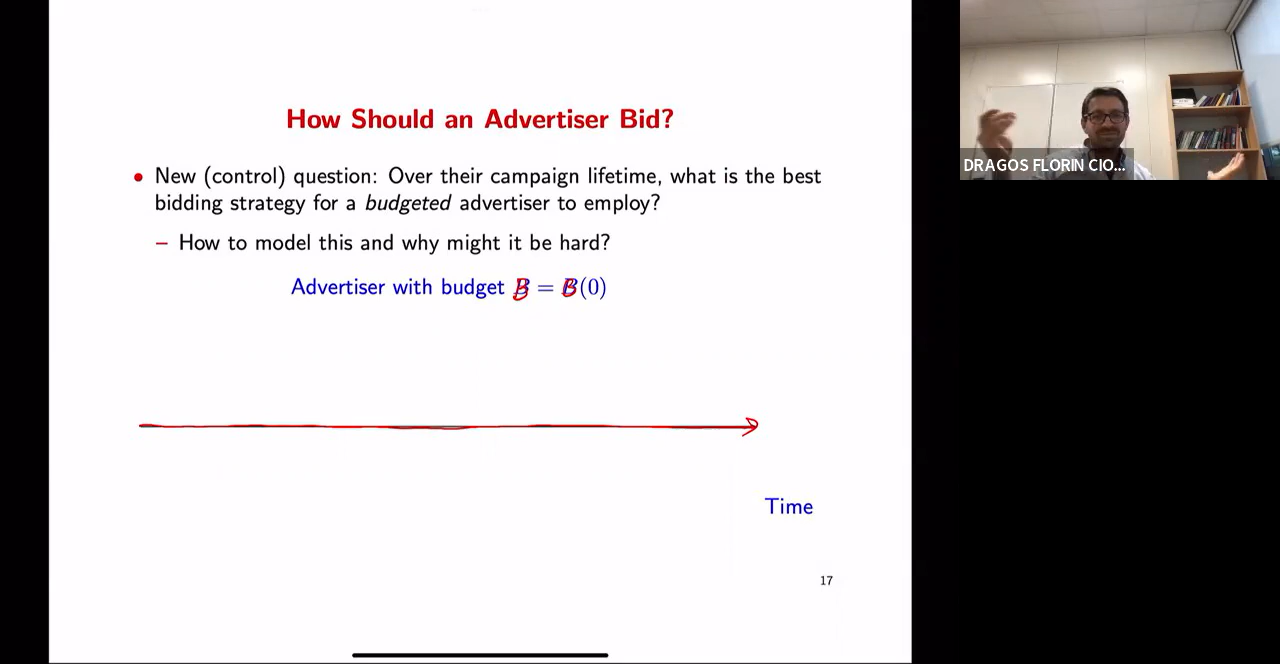 How Should an Advertiser Bid?
• New (control) question: Over their campaign lifetime, what is the best
bidding strategy for a budgeted advertiser to employ?
– How to model this and why might it be hard?
Advertiser with budget B = B(0)
Time
17
DRAGOS FLORIN CIO...